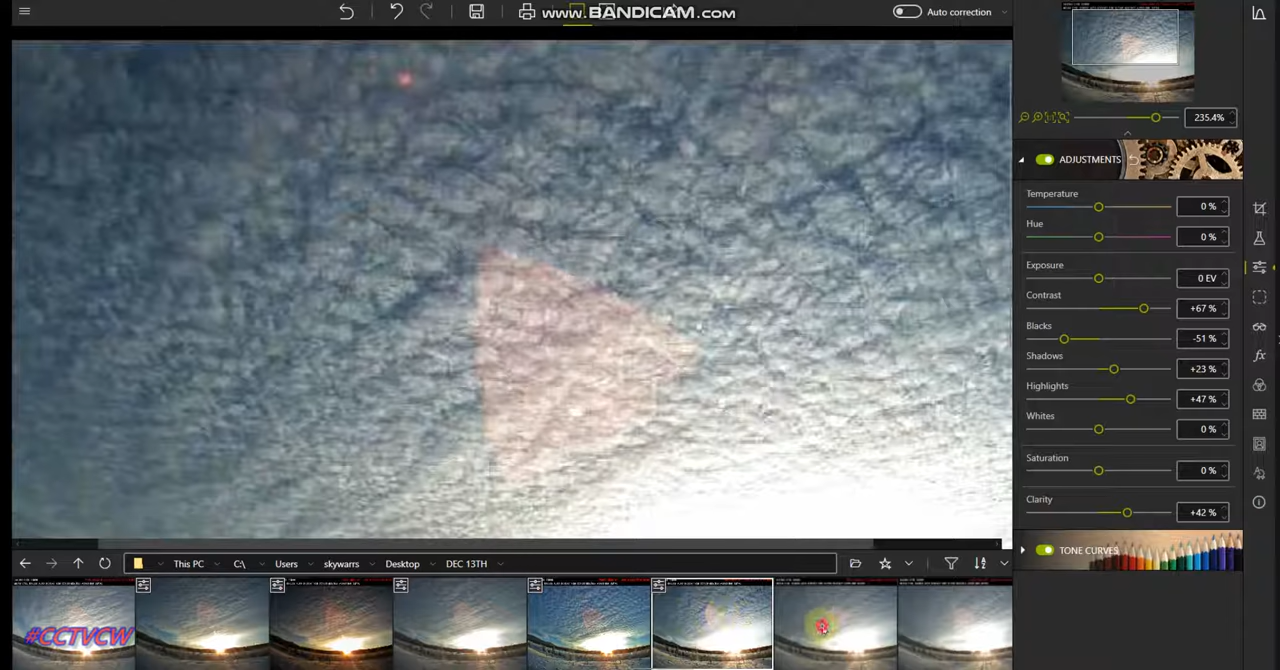 www.BANDICAM.com
Auto correction
235.4%
ADJUSTMENTS
Temperature
0 %
Hue
0 %
Exposure
0 EV
Contrast
+67 %
Blacks
-51 %
Shadows
+23 %
Highlights
+47 %
Whites
0 %
Saturation
0 %
Clarity
+42 %
TONE CURVES
This PC
C:\
Users
skywarrs
Desktop
DEC 13TH
#CCTVCW